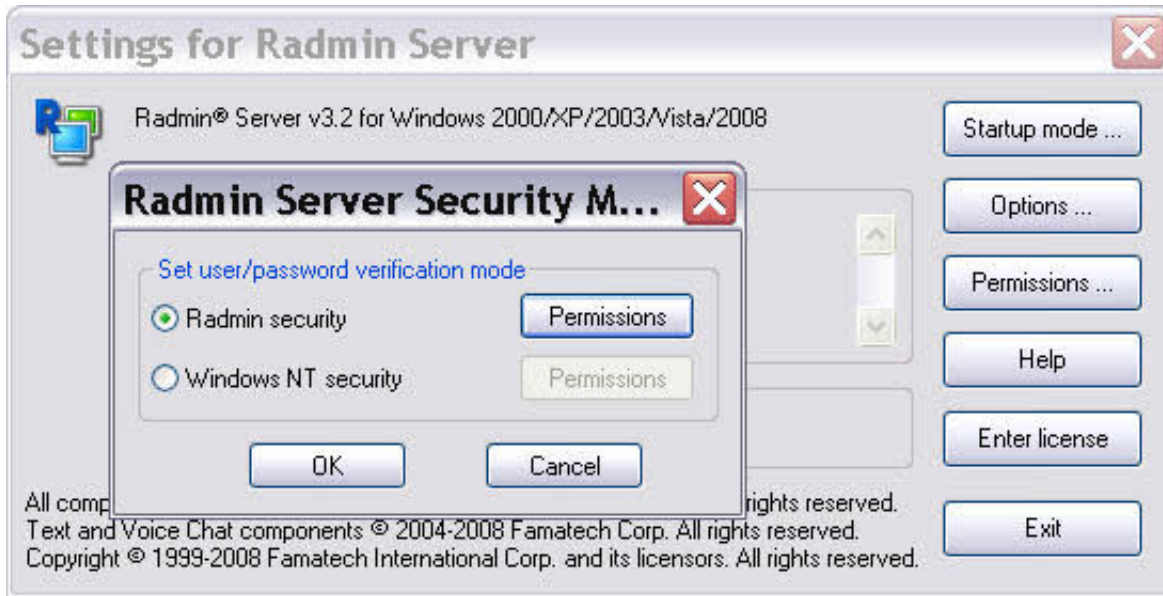 Settings for Radmin Server
Radmin® Server v3.2 for Windows 2000/XP/2003/Vista/2008
Startup mode ...
Options ...
Permissions ...
Help
Enter license
Exit
Radmin Server Security M...
Set user/password verification mode
Radmin security
Permissions
Windows NT security
Permissions
OK
Cancel
All rights reserved.
Text and Voice Chat components © 2004-2008 Famatech Corp. All rights reserved.
Copyright © 1999-2008 Famatech International Corp. and its licensors. All rights reserved.